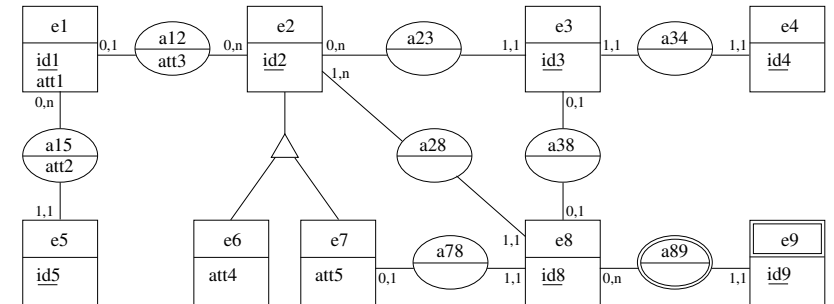 e1
id1
att1
0,1
a12
att3
0,n
e2
id2
0,n
1,n
a23
1,1
e3
id3
1,1
a34
1,1
e4
id4
0,n
a15
att2
1,1
a28
1,1
0,1
a38
0,1
e5
id5
e6
att4
e7
att5
0,1
a78
1,1
e8
id8
0,n
a89
1,1
e9
id9